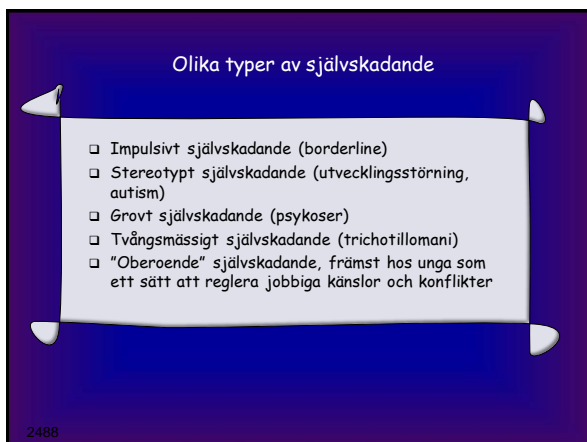 Olika typer av självskadande
❑ Impulsivt självskadande (borderline)
❑ Stereotypt självskadande (utvecklingsstörning,
autism)
❑ Grovt självskadande (psykoser)
❑ Tvångsmässigt självskadande (trichotillomani)
❑ ”Oberoende” självskadande, främst hos unga som
ett sätt att reglera jobbiga känslor och konflikter
2488